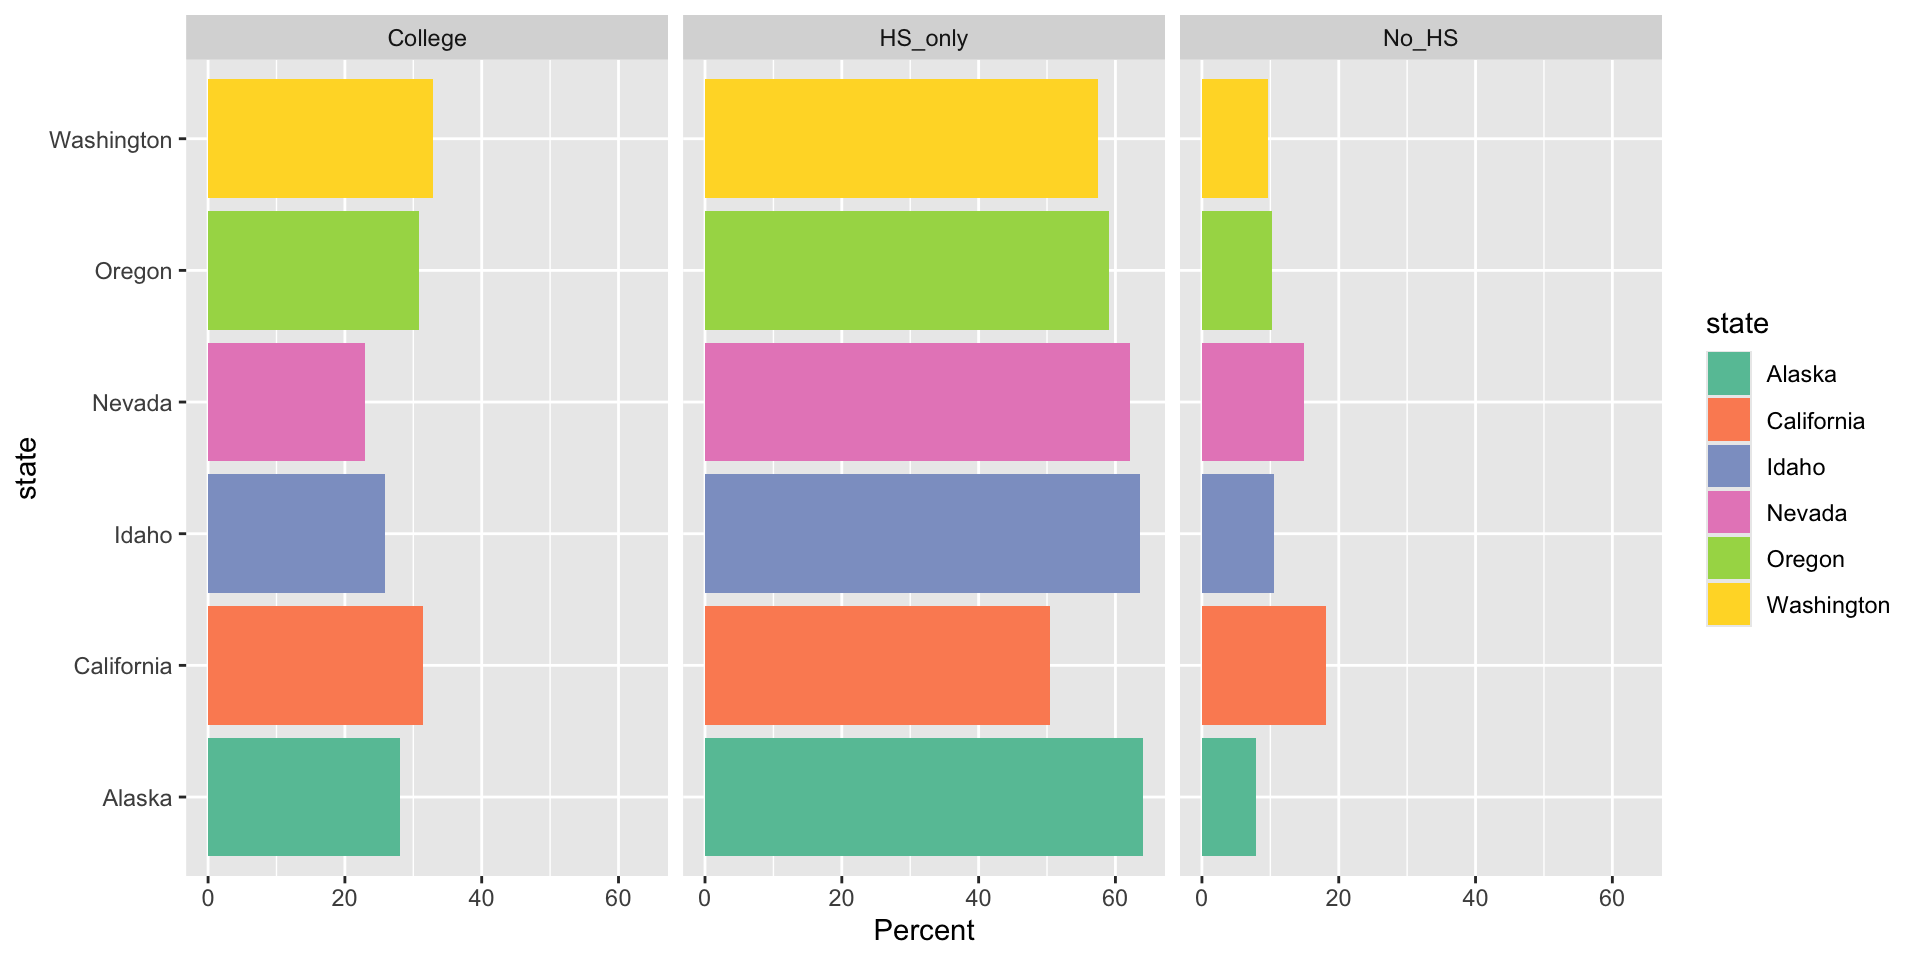 College HS_only No_HS
Washington
Oregon
Nevada
Idaho
California
Alaska
state
0 20 40 60 0 20 40 60 0 20 40 60
Percent
state
Alaska
California
Idaho
Nevada
Oregon
Washington